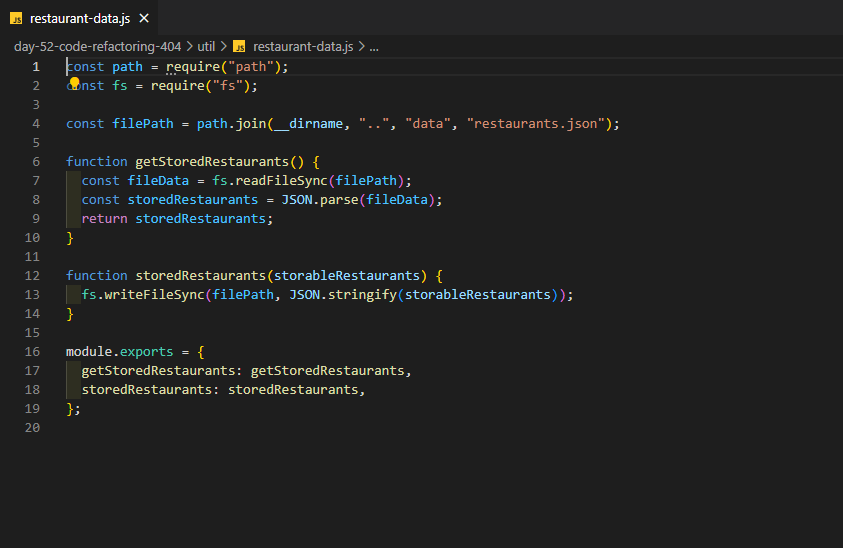 JS restaurant-data.js ×
day-52-code-refactoring-404 > util > JS restaurant-data.js > ...
1 const path = require("path");
2 const fs = require("fs");
3
4 const filePath = path.join(__dirname, "..", "data", "restaurants.json");
5
6 function getStoredRestaurants() {
7   const fileData = fs.readFileSync(filePath);
8   const storedRestaurants = JSON.parse(fileData);
9   return storedRestaurants;
10 }
11
12 function storedRestaurants(storableRestaurants) {
13   fs.writeFileSync(filePath, JSON.stringify(storableRestaurants));
14 }
15
16 module.exports = {
17   getStoredRestaurants: getStoredRestaurants,
18   storedRestaurants: storedRestaurants,
19 };
20